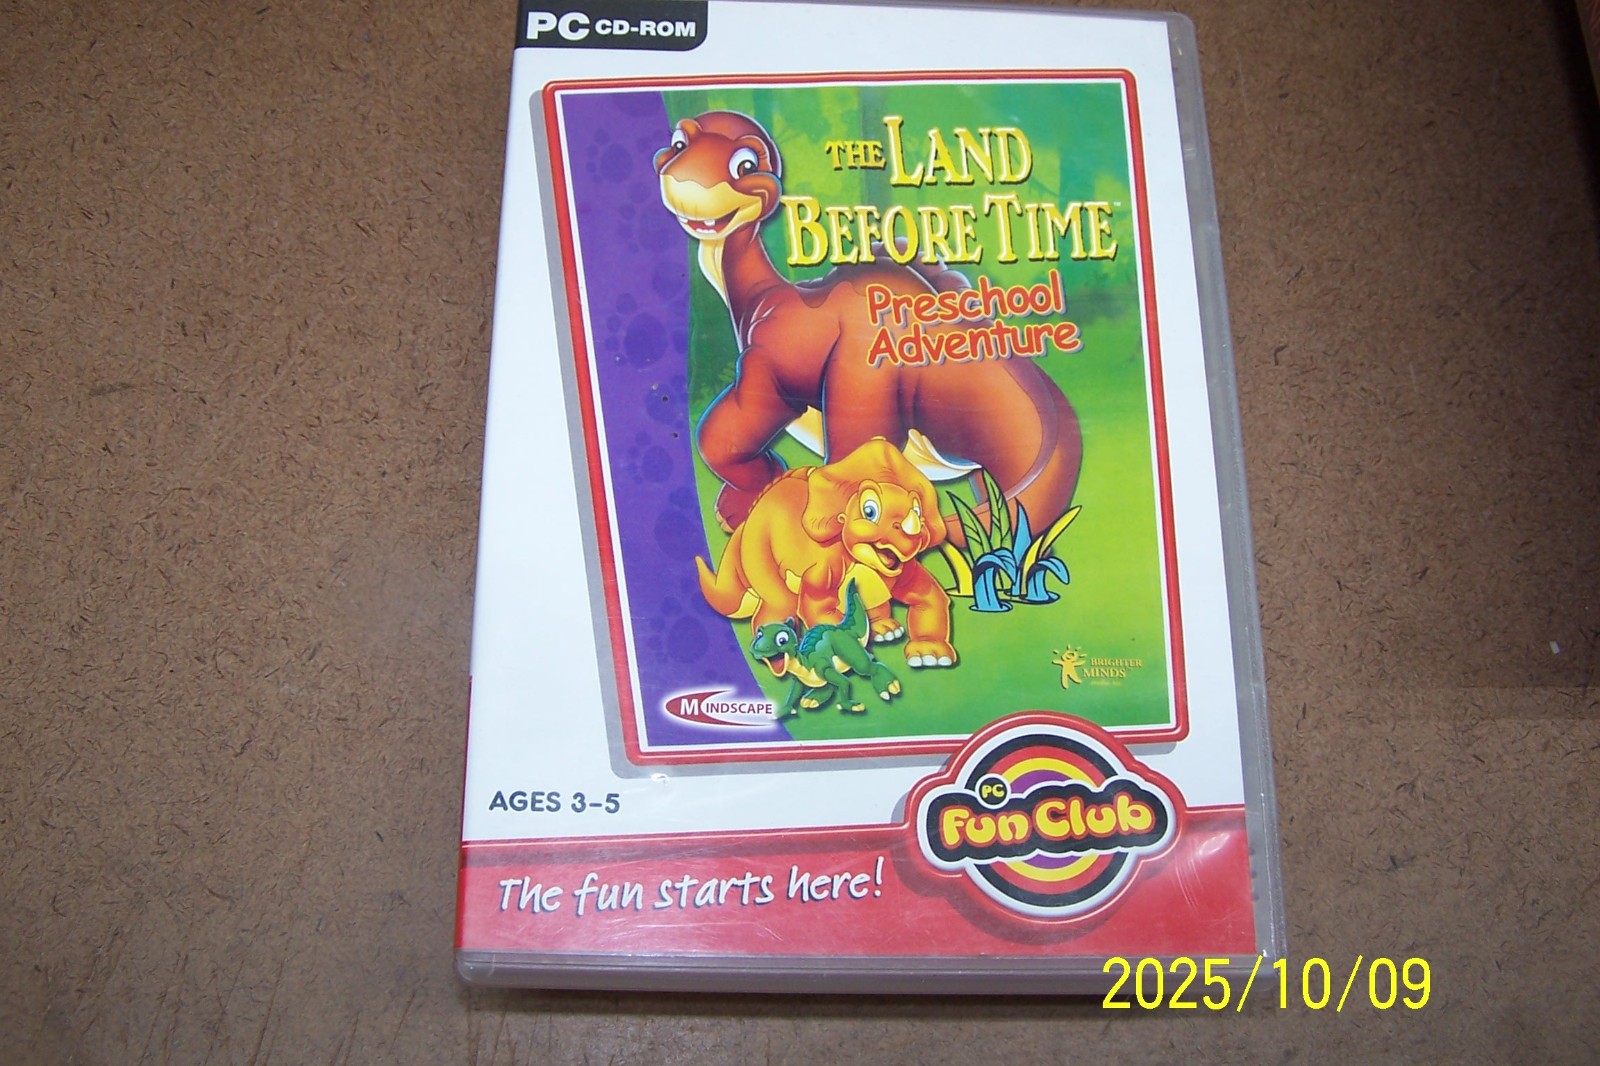 PC CD-ROM
THE LAND
BEFORE TIME™
Preschool
Adventure
BRIGHTER
MINDS
MINDSCAPE
AGES 3-5
PC
Fun Club
The fun starts here!
2025/10/09